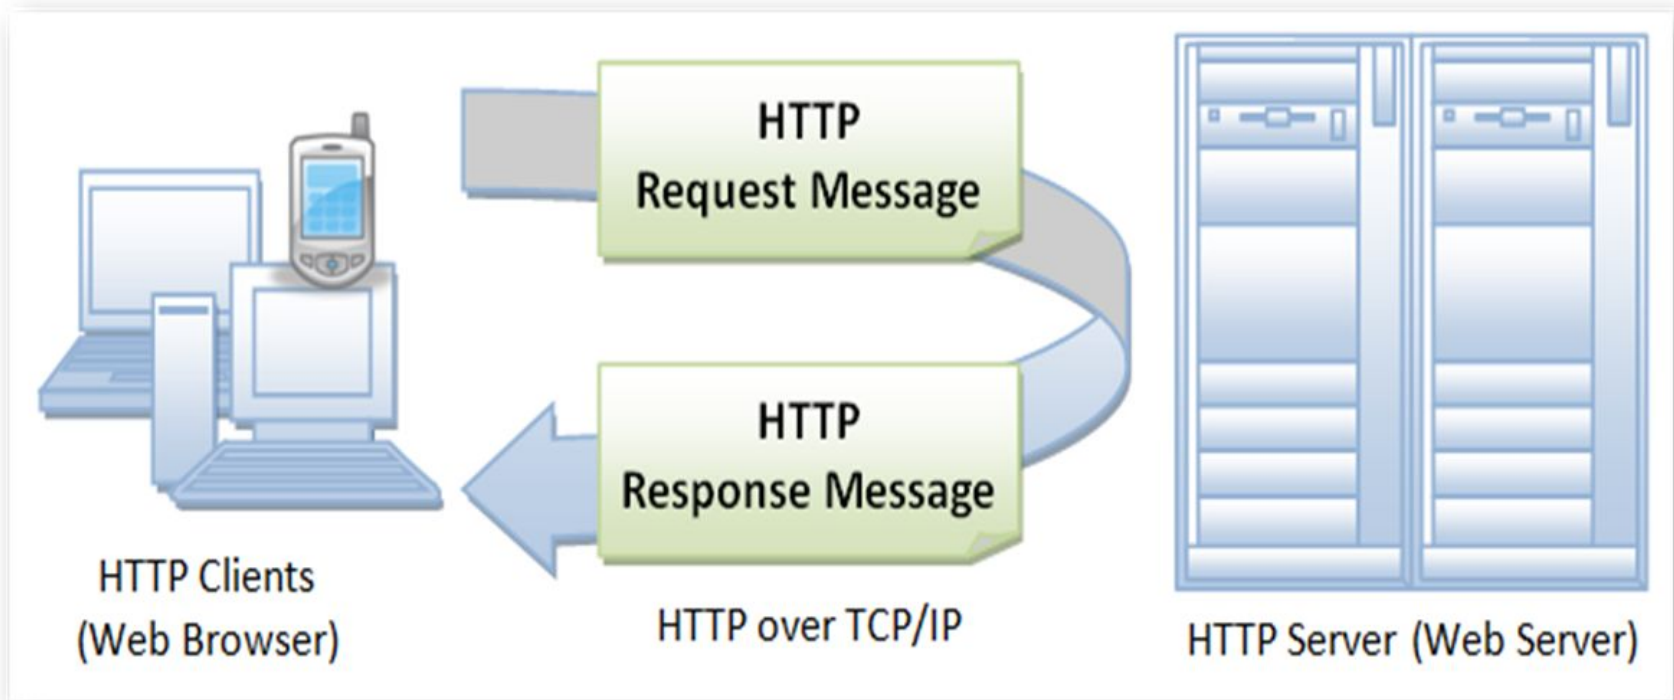 HTTP
Request Message
HTTP
Response Message
HTTP Clients
(Web Browser)
HTTP over TCP/IP
HTTP Server (Web Server)